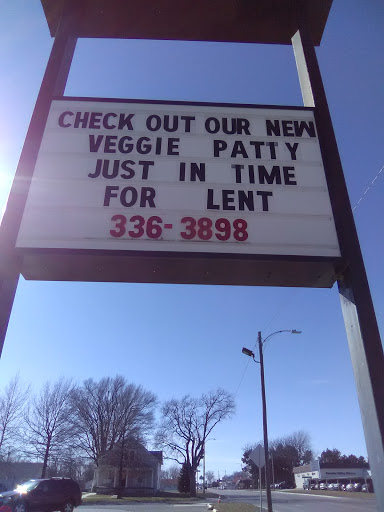 CHECK OUT OUR NEW
VEGGIE PATTY
JUST IN TIME
FOR LENT
336-3898